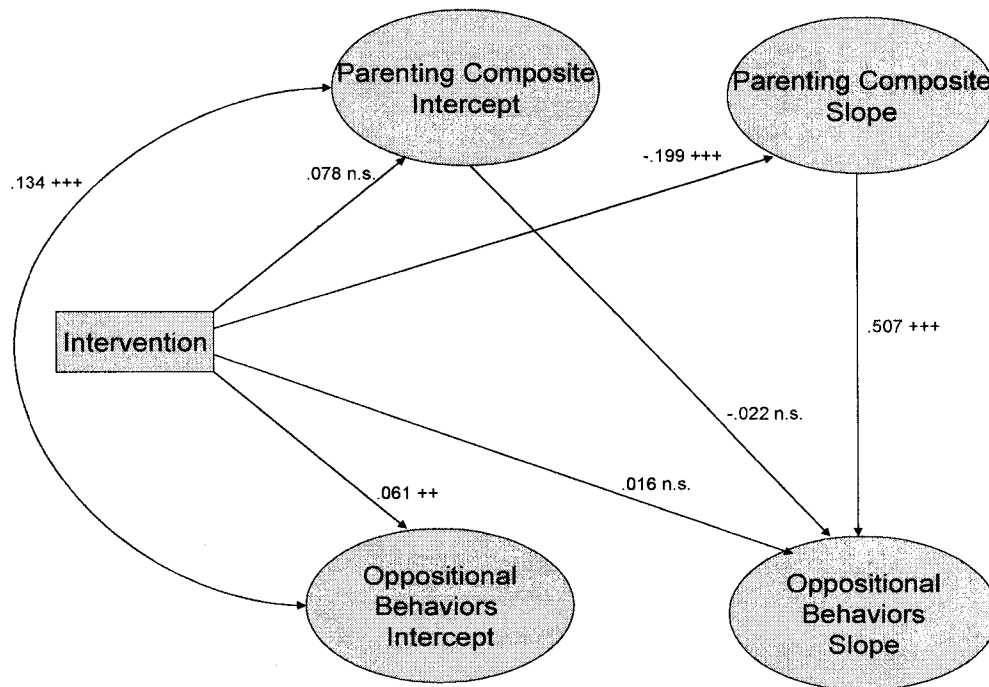 Parenting Composite
Intercept
Parenting Composite
Slope
.134 +++
.078 n.s.
-.199 +++
Intervention
.507 +++
-.022 n.s.
.016 n.s.
.061 ++
Oppositional
Behaviors
Intercept
Oppositional
Behaviors
Slope